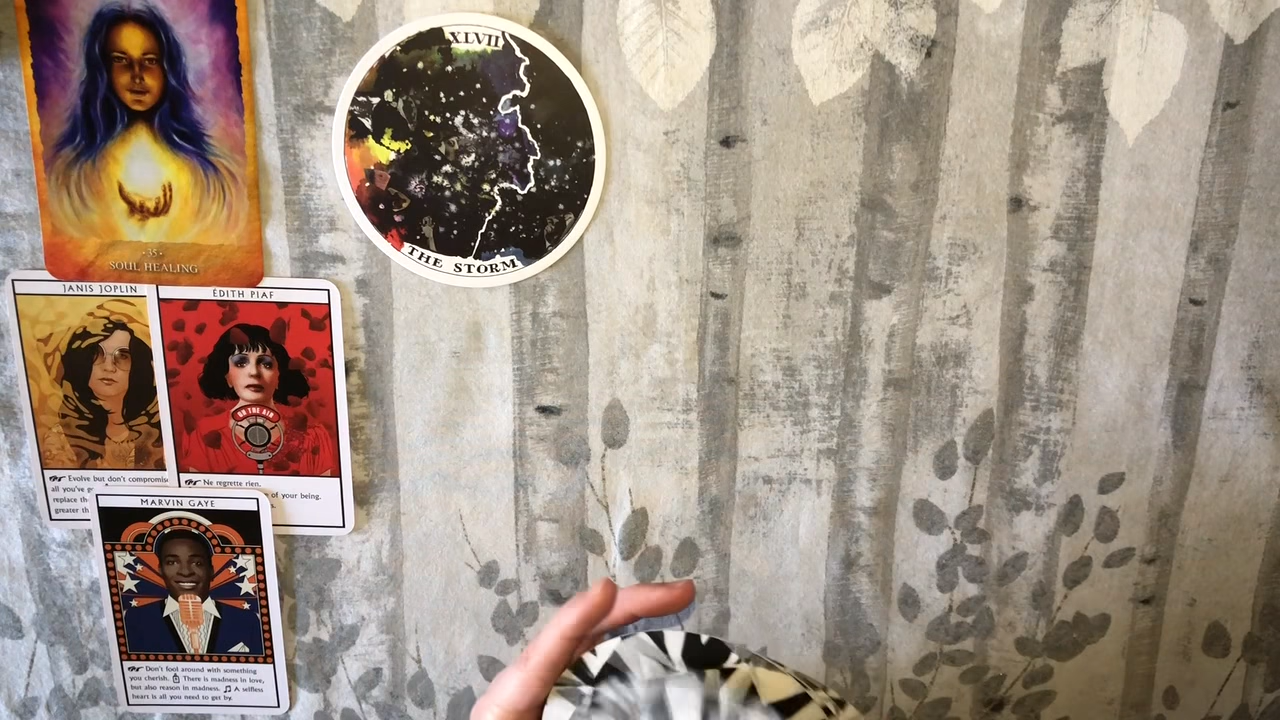 XLVII
THE STORM
· 35 ·
SOUL HEALING
JANIS JOPLIN
Evolve but don't compromise
all you've
replace th
greater th
ÉDITH PIAF
ON THE AIR
Ne regrette rien.
of your being.
MARVIN GAYE
Don't fool around with something
you cherish. There is madness in love,
but also reason in madness. A selfless
heart is all you need to get by.